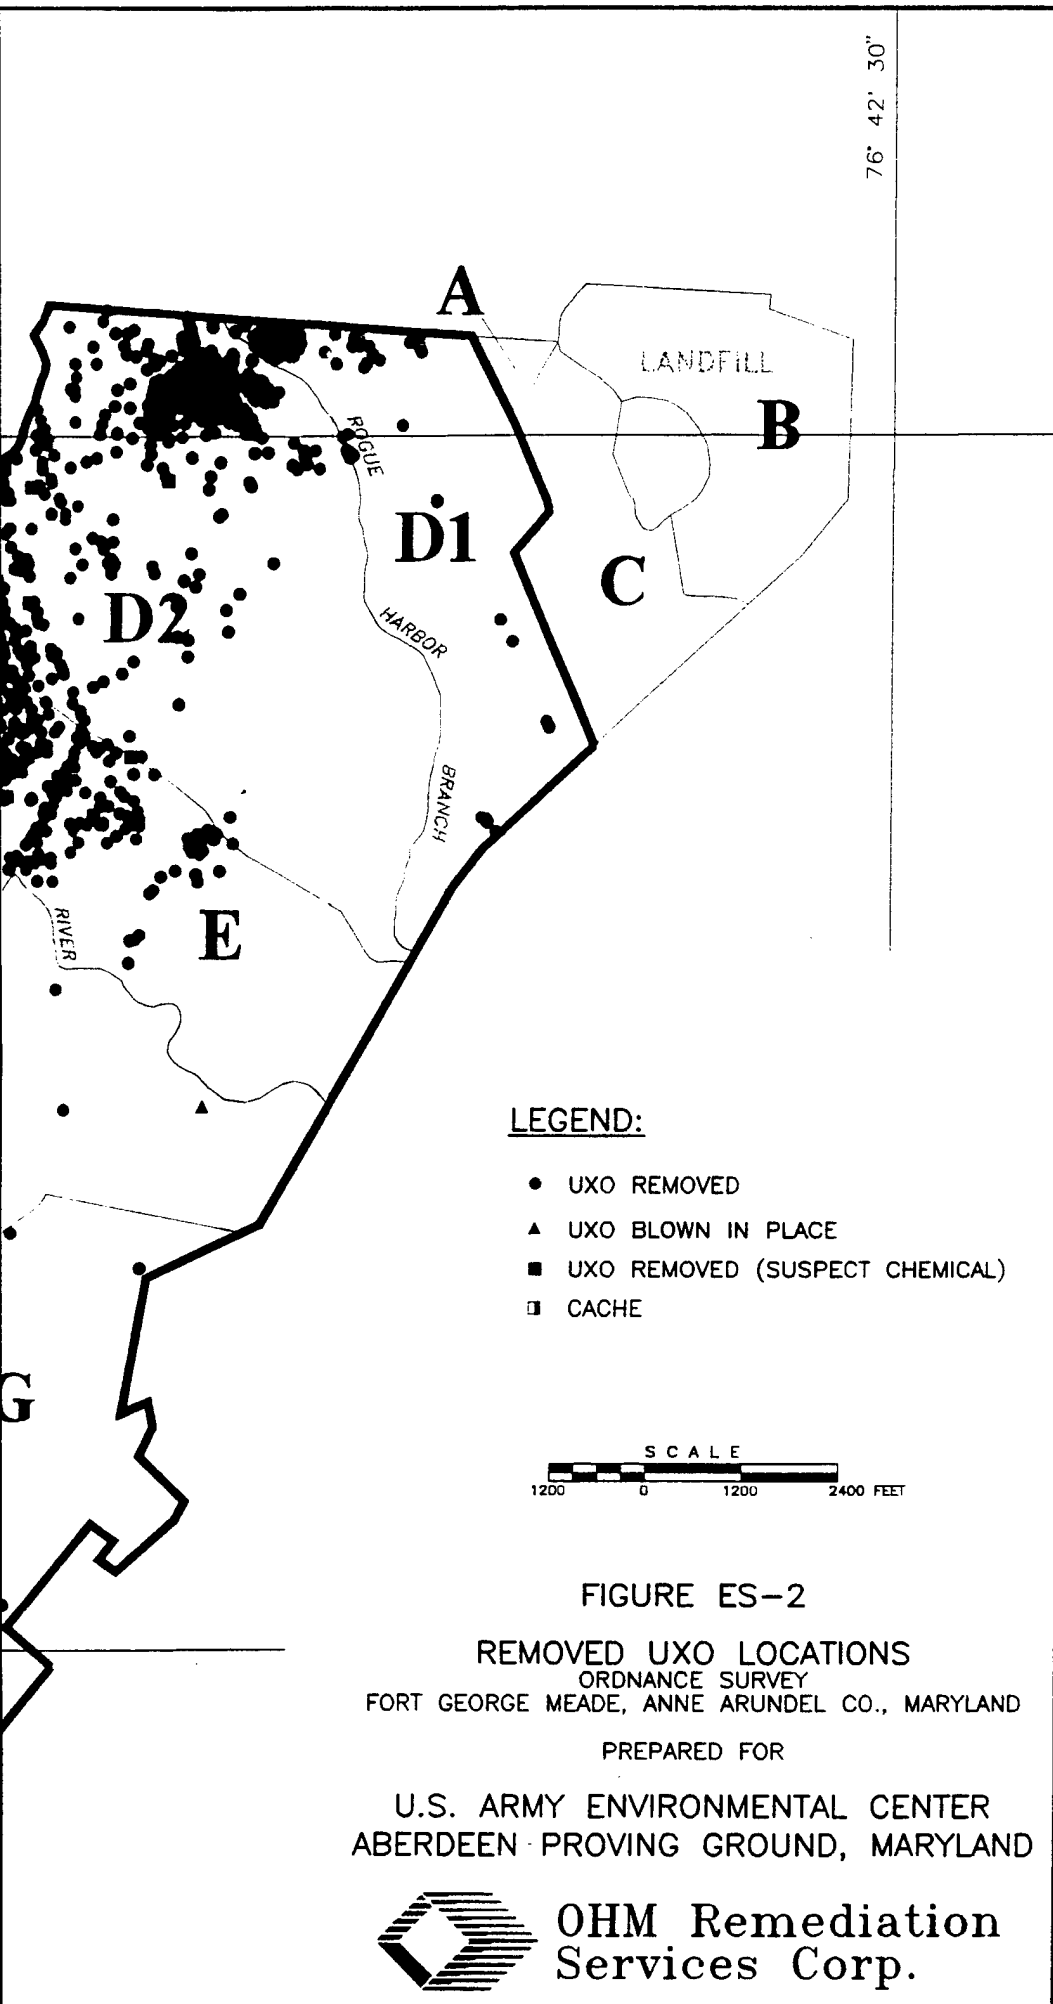 76° 42' 30"
A
LANDFILL
B
ROGUE
D1
C
D2
HARBOR
BRANCH
E
RIVER
LEGEND:
UXO REMOVED
UXO BLOWN IN PLACE
UXO REMOVED (SUSPECT CHEMICAL)
CACHE
G
SCALE
1200 0 1200 2400 FEET
FIGURE ES-2
REMOVED UXO LOCATIONS
ORDNANCE SURVEY
FORT GEORGE MEADE, ANNE ARUNDEL CO., MARYLAND
PREPARED FOR
U.S. ARMY ENVIRONMENTAL CENTER
ABERDEEN PROVING GROUND, MARYLAND
OHM Remediation
Services Corp.